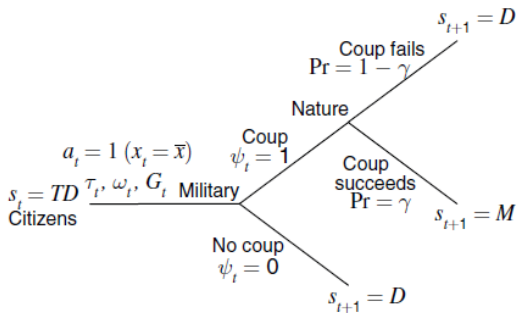 s_{t+1} = D
Coup fails
Pr = 1 − γ
Nature
a_t = 1 (x_t = x̄)
Coup
ψ_t = 1
s_t = TD τ_t, ω_t, G_t Military
Citizens
Coup
succeeds
Pr = γ
s_{t+1} = M
No coup
ψ_t = 0
s_{t+1} = D